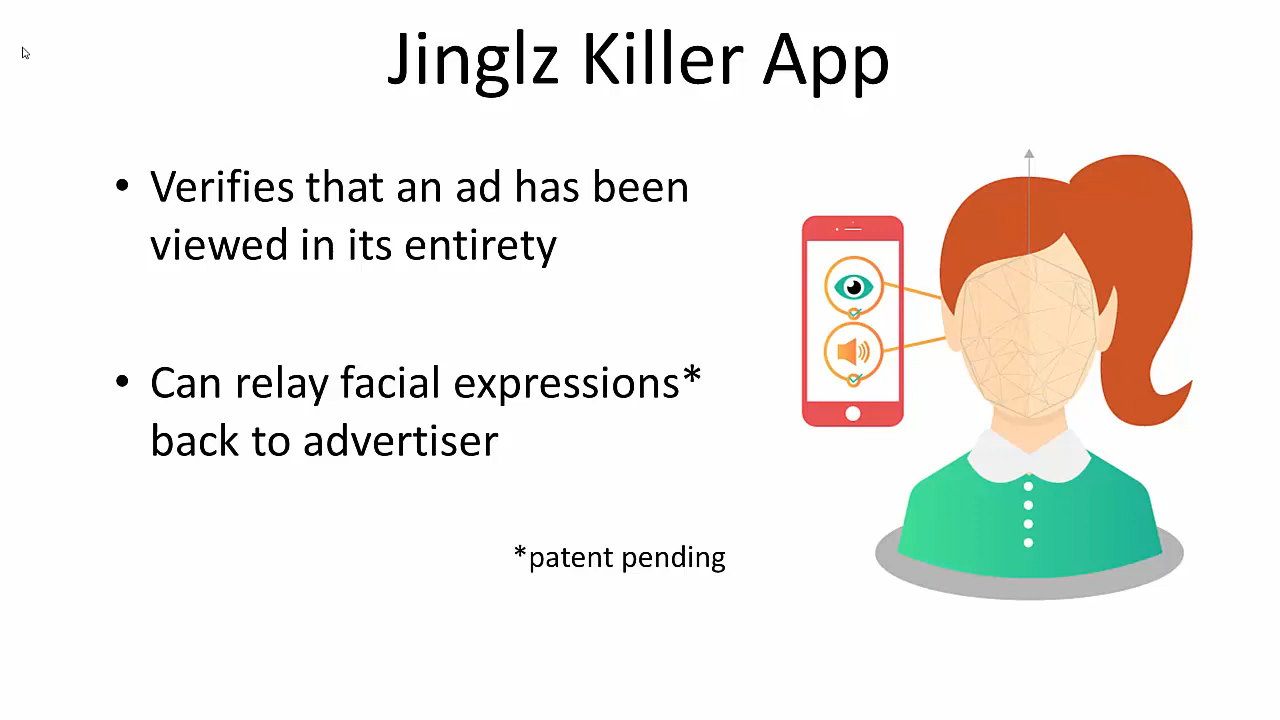 Jinglz Killer App
• Verifies that an ad has been
viewed in its entirety
• Can relay facial expressions*
back to advertiser
*patent pending